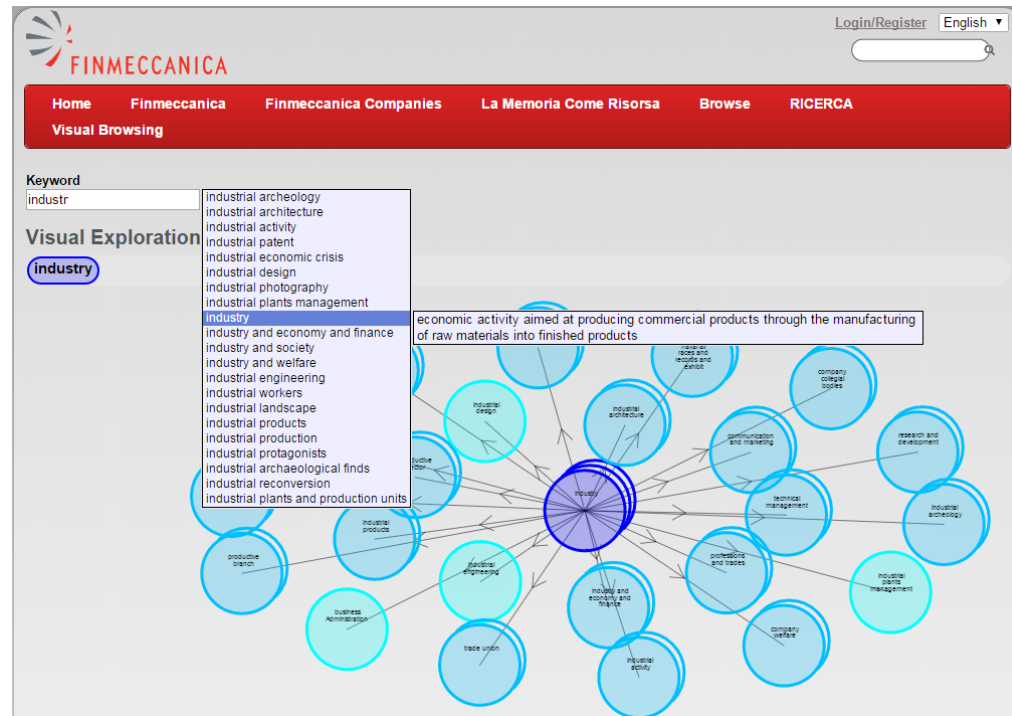 Login/Register English
FINMECCANICA
Home Finmeccanica Finmeccanica Companies La Memoria Come Risorsa Browse RICERCA
Visual Browsing
Keyword
industr
industrial archeology
industrial architecture
industrial activity
industrial patent
industrial economic crisis
industrial design
industrial photography
industrial plants management
industry
industry and economy and finance
industry and society
industry and welfare
industrial engineering
industrial workers
industrial landscape
industrial products
industrial production
industrial protagonists
industrial archaeological finds
industrial reconversion
industrial plants and production units
Visual Exploration
industry
economic activity aimed at producing commercial products through the manufacturing
of raw materials into finished products
races and
records and
exhibit
company
collegial
bodies
industrial
design
industrial
architecture
communication
and marketing
research and
development
industry
technical
management
industrial
archeology
industrial
products
productive
branch
industrial
engineering
professions
and trades
industrial
plants
management
industry and
economy and
finance
business
Administration
company
welfare
trade union
industrial
activity